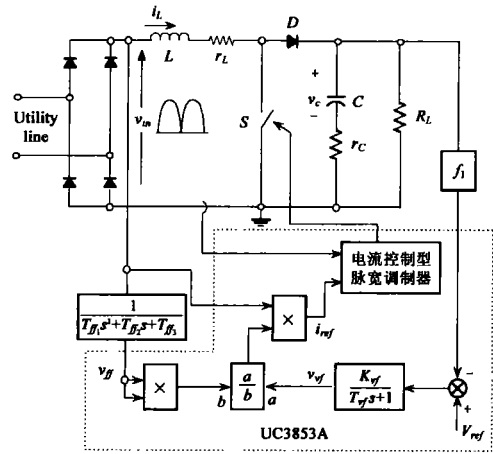 i_L
D
L
r_L
Utility
line
v_in
S
+
v_c
−
C
r_C
R_L
f_1
电流控制型
脉宽调制器
1
T_ff1 s² + T_ff2 s + T_ff3
×
i_ref
v_ff
×
b
a
b
a
v_vf
K_vf
T_vf s+1
−
+
V_ref
UC3853A